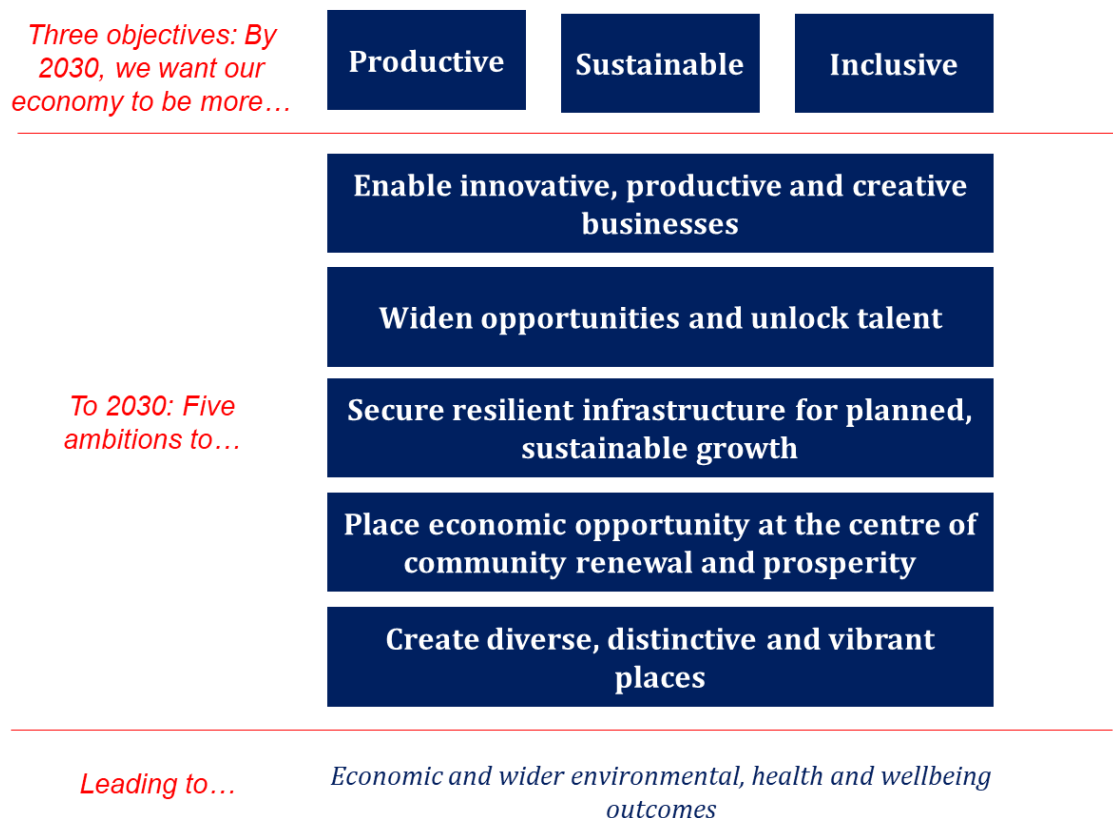 Three objectives: By
2030, we want our
economy to be more…
Productive
Sustainable
Inclusive
Enable innovative, productive and creative
businesses
Widen opportunities and unlock talent
To 2030: Five
ambitions to…
Secure resilient infrastructure for planned,
sustainable growth
Place economic opportunity at the centre of
community renewal and prosperity
Create diverse, distinctive and vibrant
places
Leading to…
Economic and wider environmental, health and wellbeing
outcomes